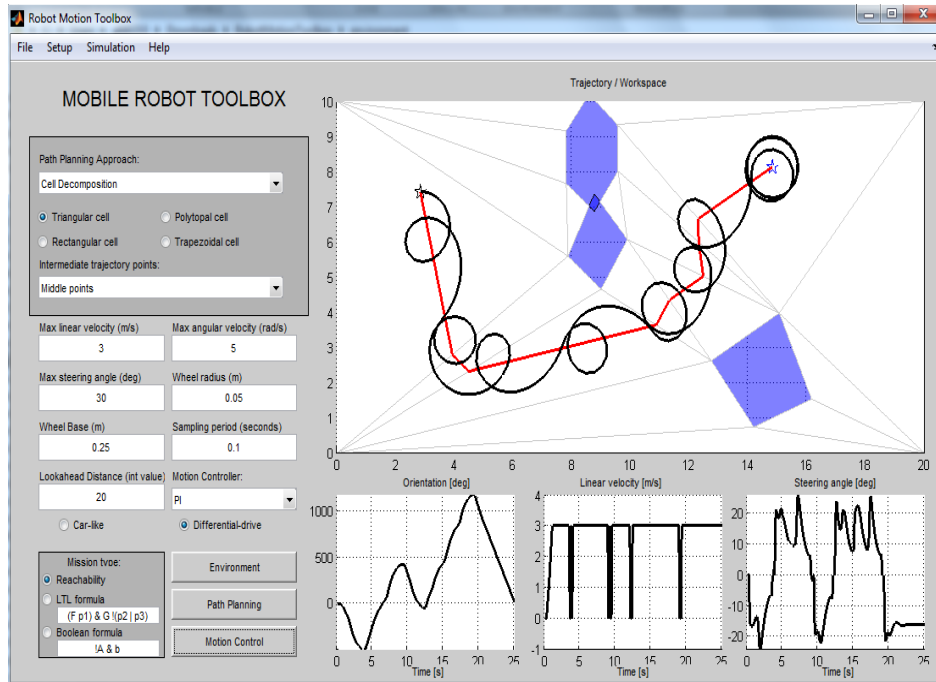 Robot Motion Toolbox
File Setup Simulation Help
MOBILE ROBOT TOOLBOX
Path Planning Approach:
Cell Decomposition
Triangular cell
Polytopal cell
Rectangular cell
Trapezoidal cell
Intermediate trajectory points:
Middle points
Max linear velocity (m/s)
Max angular velocity (rad/s)
3
5
Max steering angle (deg)
Wheel radius (m)
30
0.05
Wheel Base (m)
Sampling period (seconds)
0.25
0.1
Lookahead Distance (int value)
Motion Controller:
20
PI
Car-like
Differential-drive
Mission type:
Reachability
LTL formula
(F p1) & G !(p2 | p3)
Boolean formula
!A & b
Environment
Path Planning
Motion Control
Trajectory / Workspace
10
9
8
7
6
5
4
3
2
1
0
0 2 4 6 8 10 12 14 16 18 20
Orientation [deg]
1000
500
0
0 5 10 15 20 25
Time [s]
Linear velocity [m/s]
4
3
2
1
0
-1
0 5 10 15 20 25
Time [s]
Steering angle [deg]
20
10
0
-10
-20
0 5 10 15 20 25
Time [s]